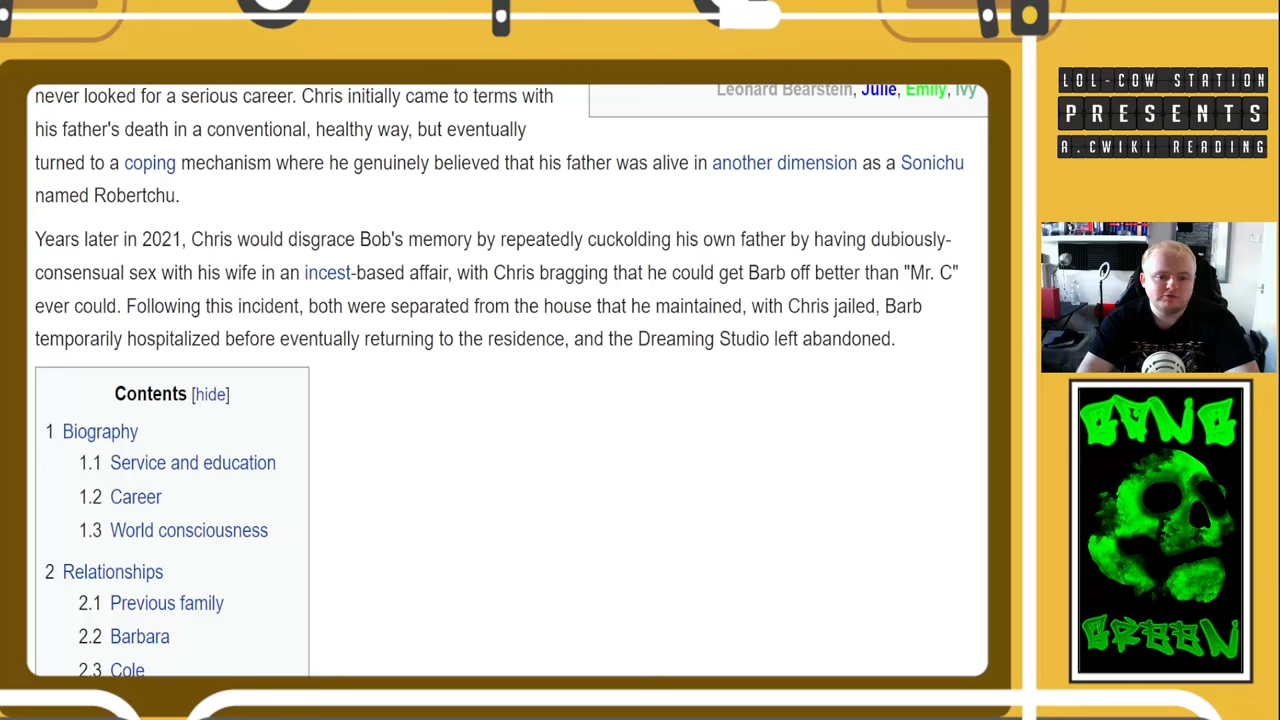 never looked for a serious career. Chris initially came to terms with
Leonard Bearstein, Julie, Emily, Ivy
his father's death in a conventional, healthy way, but eventually
turned to a coping mechanism where he genuinely believed that his father was alive in another dimension as a Sonichu
named Robertchu.
Years later in 2021, Chris would disgrace Bob's memory by repeatedly cuckolding his own father by having dubiously-
consensual sex with his wife in an incest-based affair, with Chris bragging that he could get Barb off better than "Mr. C"
ever could. Following this incident, both were separated from the house that he maintained, with Chris jailed, Barb
temporarily hospitalized before eventually returning to the residence, and the Dreaming Studio left abandoned.
Contents [hide]
1 Biography
1.1 Service and education
1.2 Career
1.3 World consciousness
2 Relationships
2.1 Previous family
2.2 Barbara
2.3 Cole
LOL-COW STATION
PRESENTS
A.CWIKI READING
GONE
GREEN